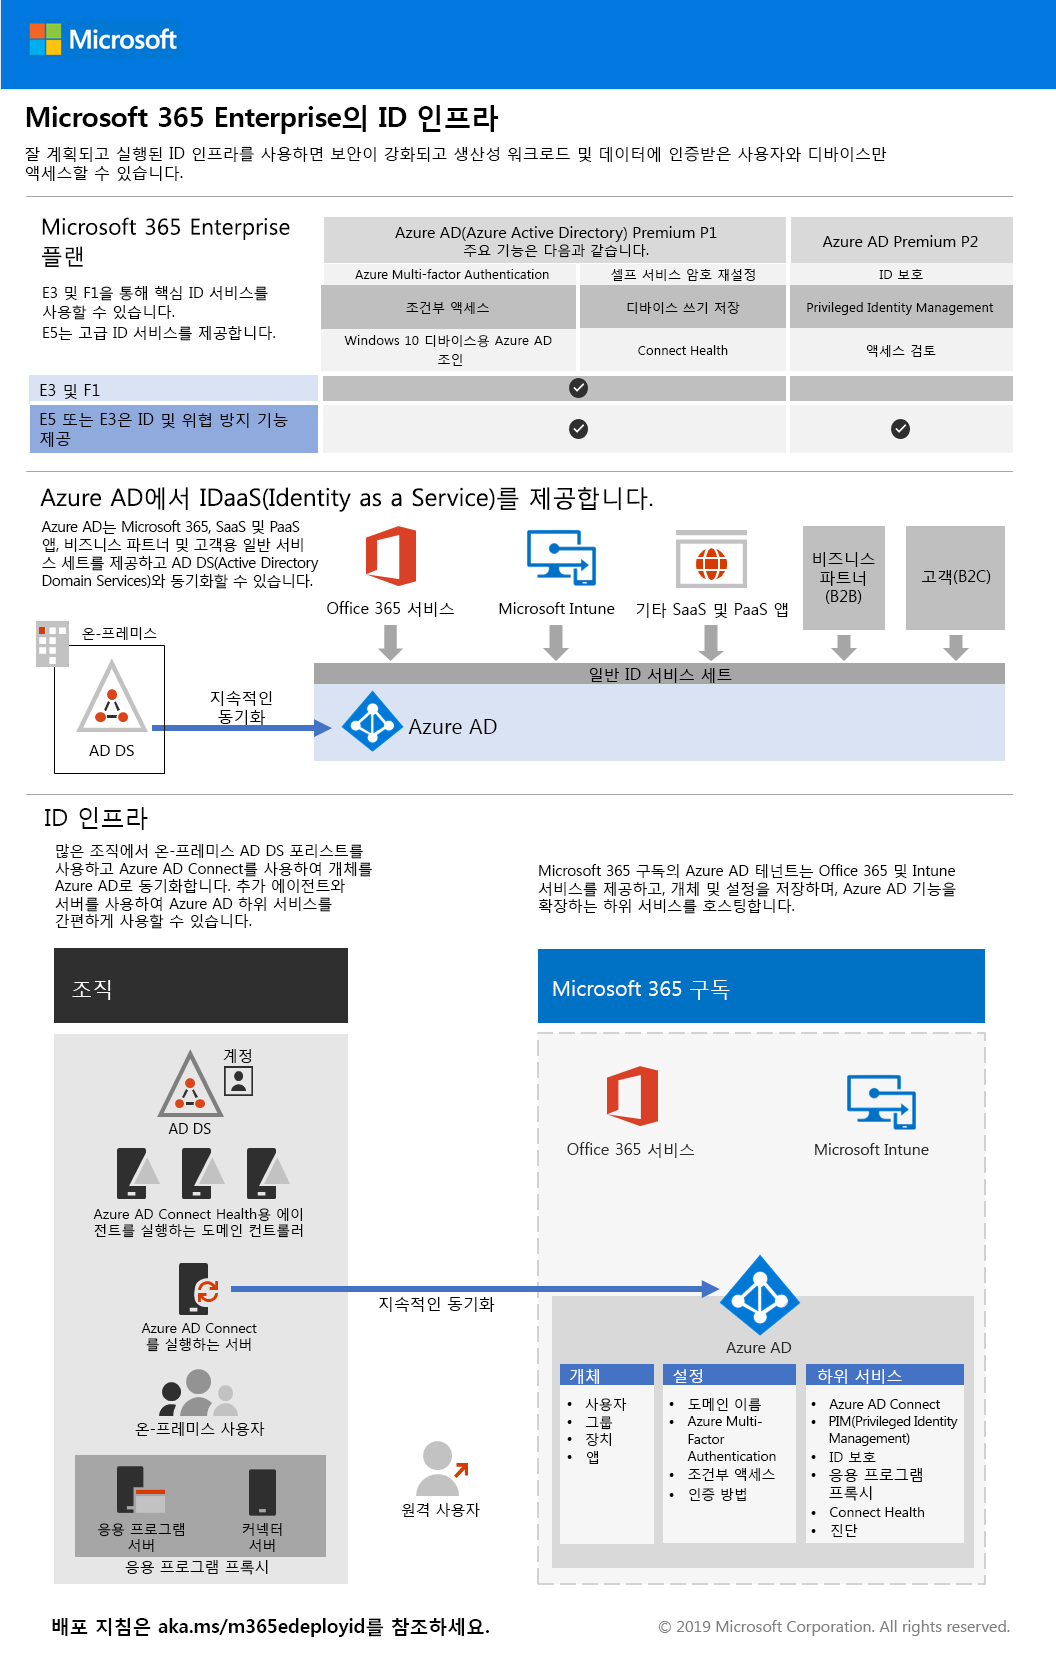 Microsoft
Microsoft 365 Enterprise의 ID 인프라
잘 계획되고 실행된 ID 인프라를 사용하면 보안이 강화되고 생산성 워크로드 및 데이터에 인증받은 사용자와 디바이스만
액세스할 수 있습니다.
Microsoft 365 Enterprise
플랜
E3 및 F1을 통해 핵심 ID 서비스를
사용할 수 있습니다.
E5는 고급 ID 서비스를 제공합니다.
Azure AD(Azure Active Directory) Premium P1
주요 기능은 다음과 같습니다.
Azure AD Premium P2
Azure Multi-factor Authentication
셀프 서비스 암호 재설정
ID 보호
조건부 액세스
디바이스 쓰기 저장
Privileged Identity Management
Windows 10 디바이스용 Azure AD
조인
Connect Health
액세스 검토
E3 및 F1
E5 또는 E3은 ID 및 위협 방지 기능
제공
Azure AD에서 IDaaS(Identity as a Service)를 제공합니다.
Azure AD는 Microsoft 365, SaaS 및 PaaS
앱, 비즈니스 파트너 및 고객용 일반 서비
스 세트를 제공하고 AD DS(Active Directory
Domain Services)와 동기화할 수 있습니다.
Office 365 서비스
Microsoft Intune
기타 SaaS 및 PaaS 앱
비즈니스
파트너
(B2B)
고객(B2C)
온-프레미스
AD DS
지속적인
동기화
일반 ID 서비스 세트
Azure AD
ID 인프라
많은 조직에서 온-프레미스 AD DS 포리스트를
사용하고 Azure AD Connect를 사용하여 개체를
Azure AD로 동기화합니다. 추가 에이전트와
서버를 사용하여 Azure AD 하위 서비스를
간편하게 사용할 수 있습니다.
Microsoft 365 구독의 Azure AD 테넌트는 Office 365 및 Intune
서비스를 제공하고, 개체 및 설정을 저장하며, Azure AD 기능을
확장하는 하위 서비스를 호스팅합니다.
조직
Microsoft 365 구독
계정
AD DS
Azure AD Connect Health용 에이
전트를 실행하는 도메인 컨트롤러
Azure AD Connect
를 실행하는 서버
온-프레미스 사용자
응용 프로그램
서버
커넥터
서버
응용 프로그램 프록시
원격 사용자
지속적인 동기화
Office 365 서비스
Microsoft Intune
Azure AD
개체
• 사용자
• 그룹
• 장치
• 앱
설정
• 도메인 이름
• Azure Multi-
Factor
Authentication
• 조건부 액세스
• 인증 방법
하위 서비스
• Azure AD Connect
• PIM(Privileged Identity
Management)
• ID 보호
• 응용 프로그램
프록시
• Connect Health
• 진단
배포 지침은 aka.ms/m365edeployid를 참조하세요.
© 2019 Microsoft Corporation. All rights reserved.